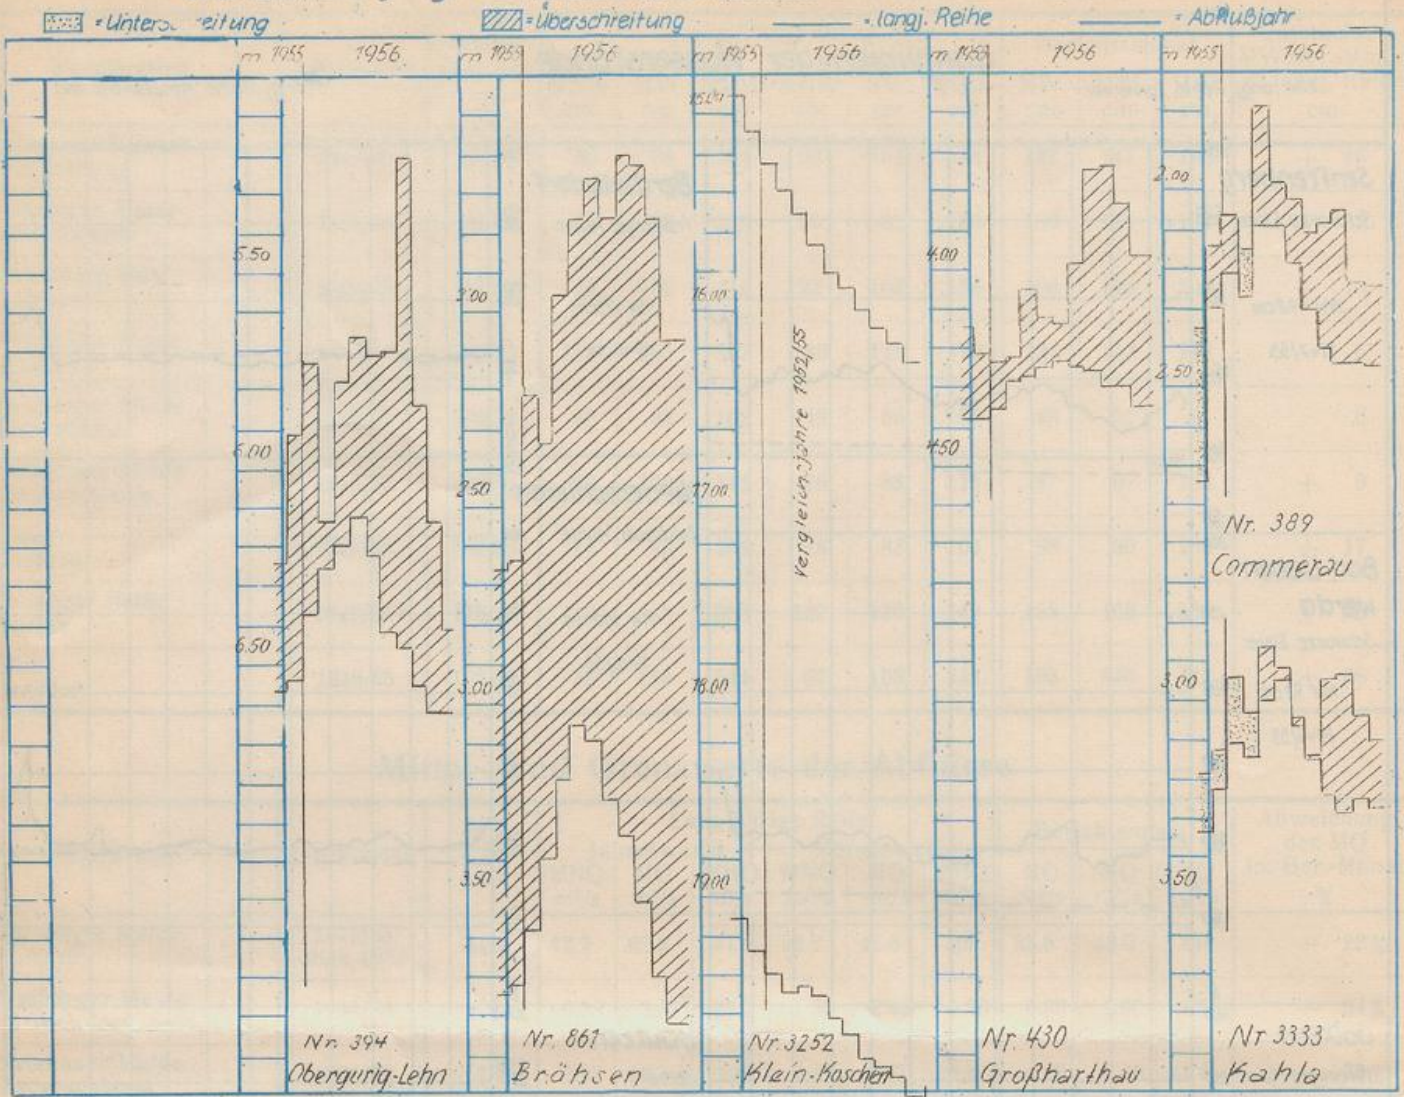 = Überschreitung
= langj. Reihe
= Abflußjahr
m 1955 1956
m 1955 1956
m 1955 1956
m 1955 1956
m 1955 1956
5.50
6.00
6.50
2.00
2.50
3.00
3.50
15.00
16.00
17.00
18.00
19.00
4.00
4.50
2.00
2.50
3.00
3.50
Vergleichsjahre 1952/55
Nr. 394
Obergurig-Lehn
Nr. 861
Brähsen
Nr. 3252
Klein-Koschen
Nr. 430
Großharthau
Nr. 389
Commerau
Nr 3333
Kahla